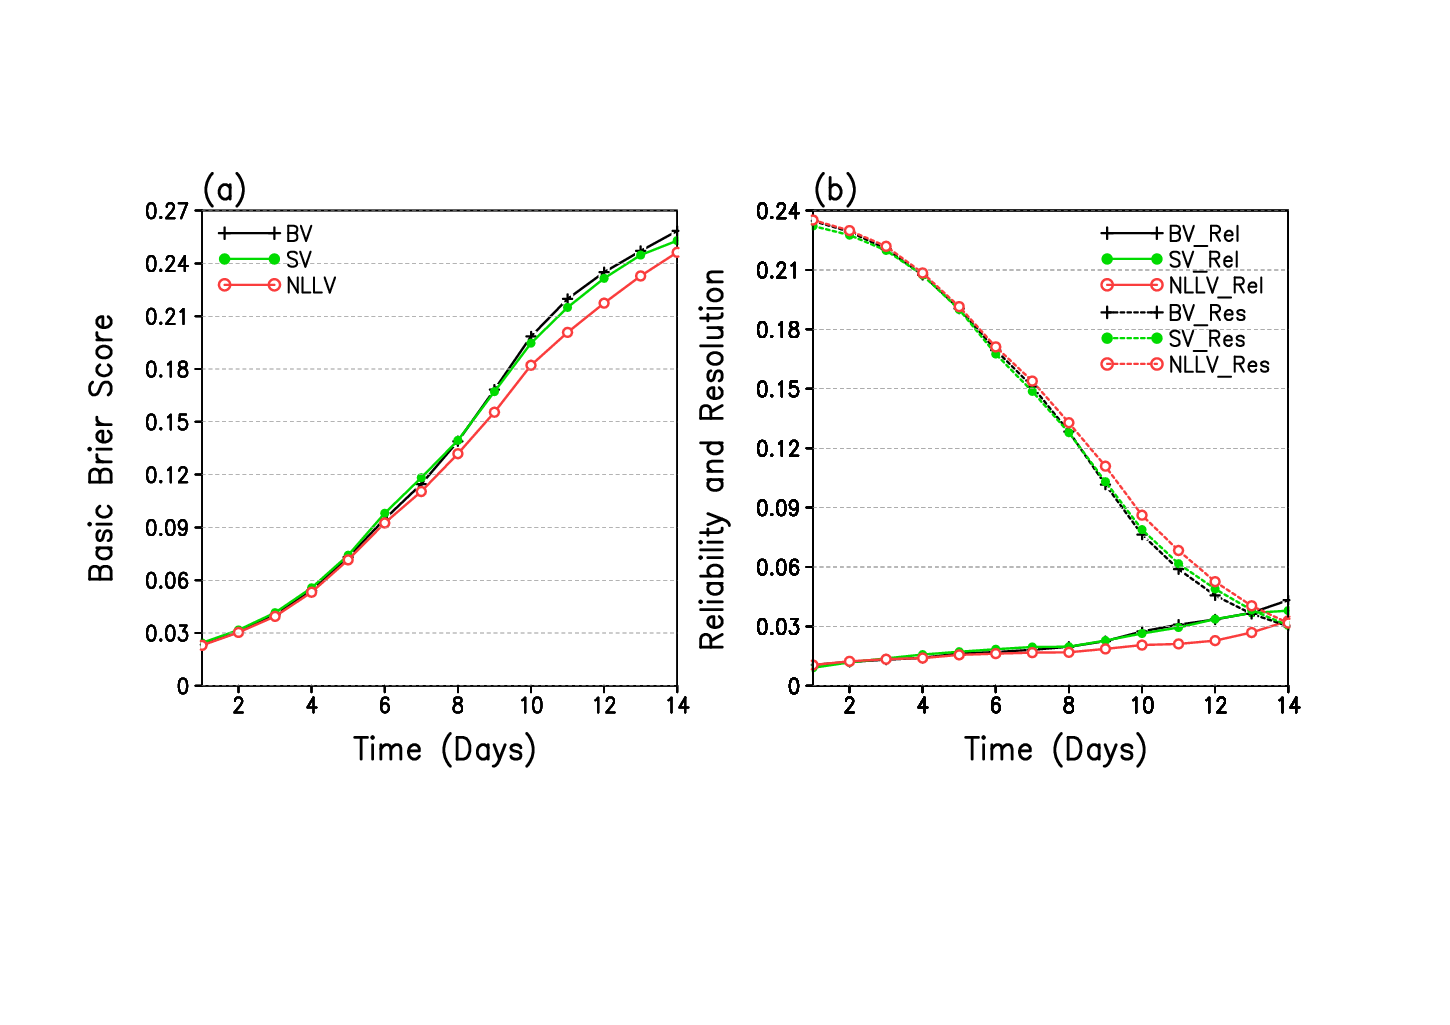 (a)
0.27
0.24
0.21
0.18
0.15
0.12
0.09
0.06
0.03
0
Basic Brier Score
BV
SV
NLLV
2 4 6 8 10 12 14
Time (Days)
(b)
0.24
0.21
0.18
0.15
0.12
0.09
0.06
0.03
0
Reliability and Resolution
BV_Rel
SV_Rel
NLLV_Rel
BV_Res
SV_Res
NLLV_Res
2 4 6 8 10 12 14
Time (Days)